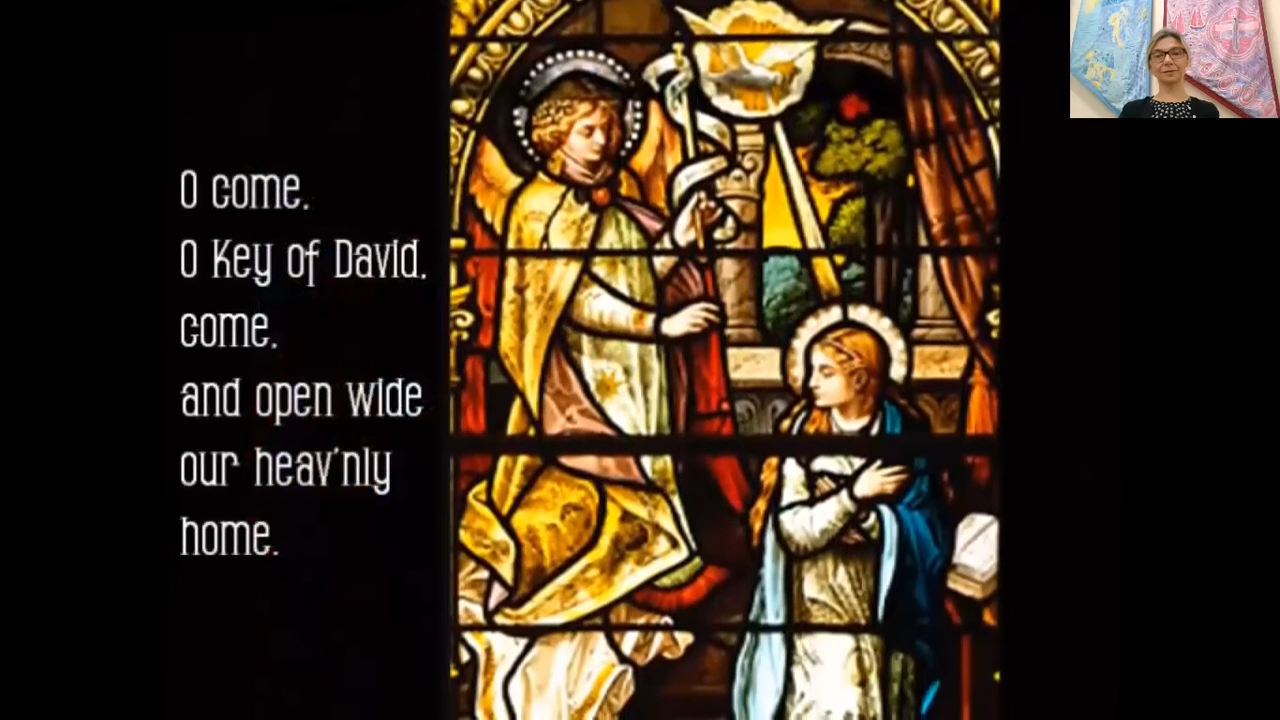 O come,
O Key of David,
come,
and open wide
our heav'nly
home.